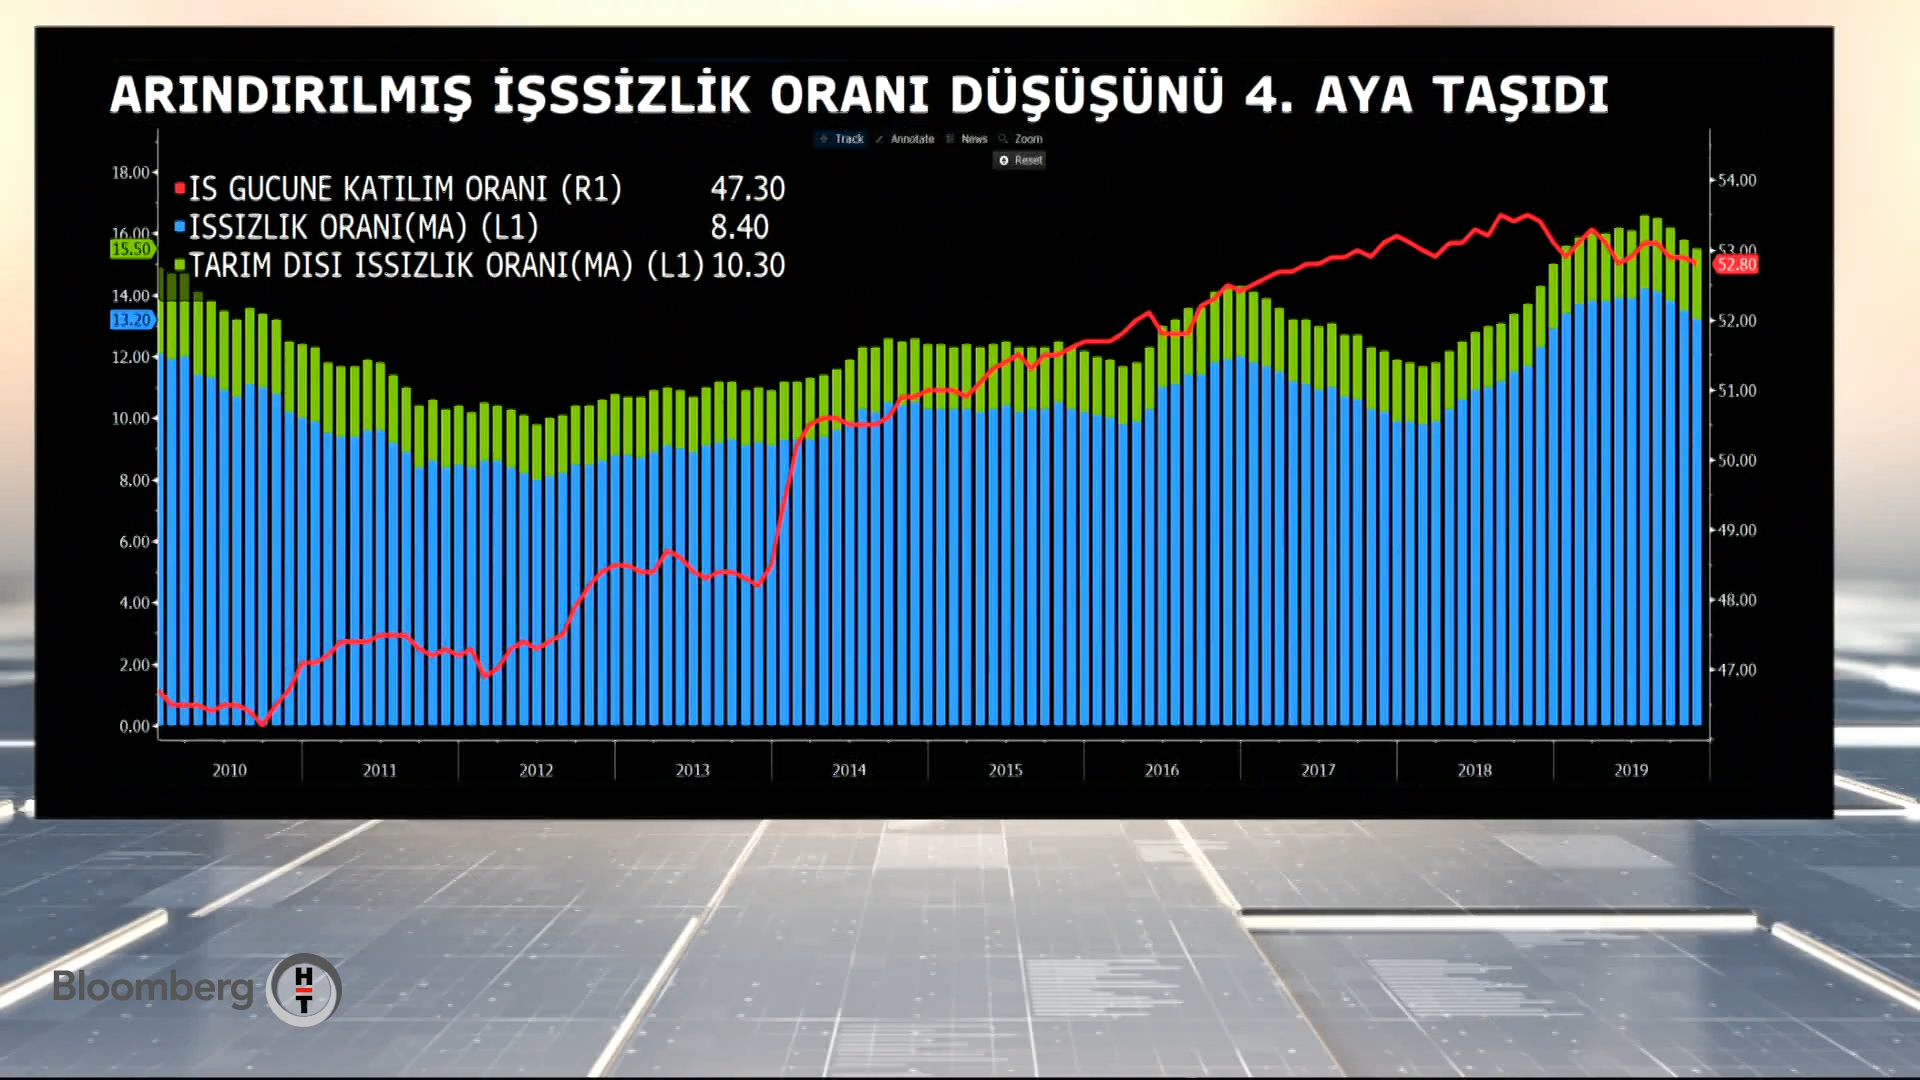 ARINDIRILMIŞ İŞSSİZLİK ORANI DÜŞÜŞÜNÜ 4. AYA TAŞIDI
Track Annotate News Zoom
Reset
IS GUCUNE KATILIM ORANI (R1) 47.30
ISSIZLIK ORANI(MA) (L1) 8.40
TARIM DISI ISSIZLIK ORANI(MA) (L1) 10.30
18.00
16.00
15.50
14.00
13.20
12.00
10.00
8.00
6.00
4.00
2.00
0.00
54.00
53.00
52.80
52.00
51.00
50.00
49.00
48.00
47.00
2010 2011 2012 2013 2014 2015 2016 2017 2018 2019
Bloomberg HT